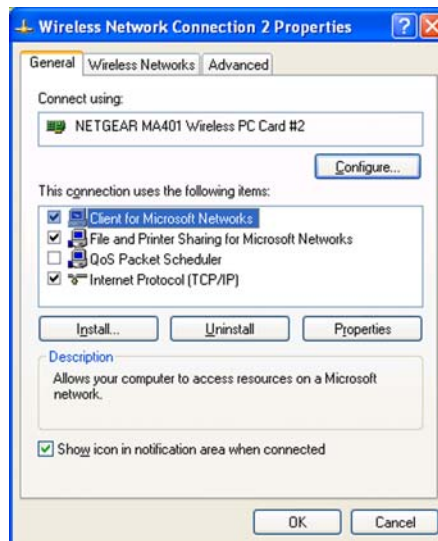 Wireless Network Connection 2 Properties
General Wireless Networks Advanced
Connect using:
NETGEAR MA401 Wireless PC Card #2
Configure...
This connection uses the following items:
Client for Microsoft Networks
File and Printer Sharing for Microsoft Networks
QoS Packet Scheduler
Internet Protocol (TCP/IP)
Install... Uninstall Properties
Description
Allows your computer to access resources on a Microsoft
network.
Show icon in notification area when connected
OK Cancel